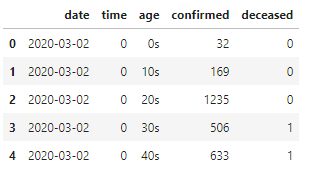 date time age confirmed deceased
0 2020-03-02 0 0s 32 0
1 2020-03-02 0 10s 169 0
2 2020-03-02 0 20s 1235 0
3 2020-03-02 0 30s 506 1
4 2020-03-02 0 40s 633 1